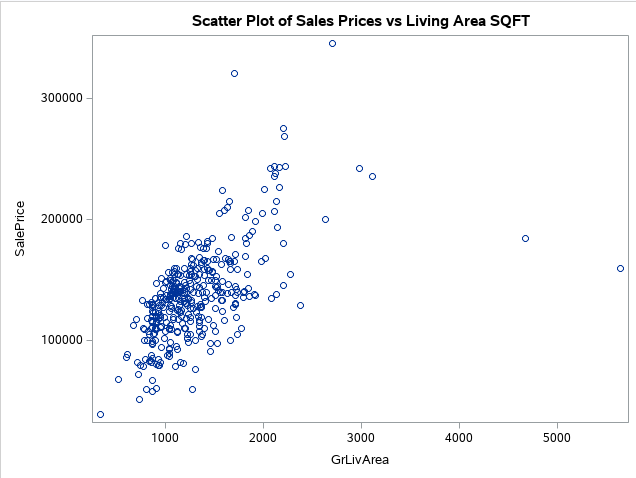 Scatter Plot of Sales Prices vs Living Area SQFT
300000
200000
100000
SalePrice
1000 2000 3000 4000 5000
GrLivArea